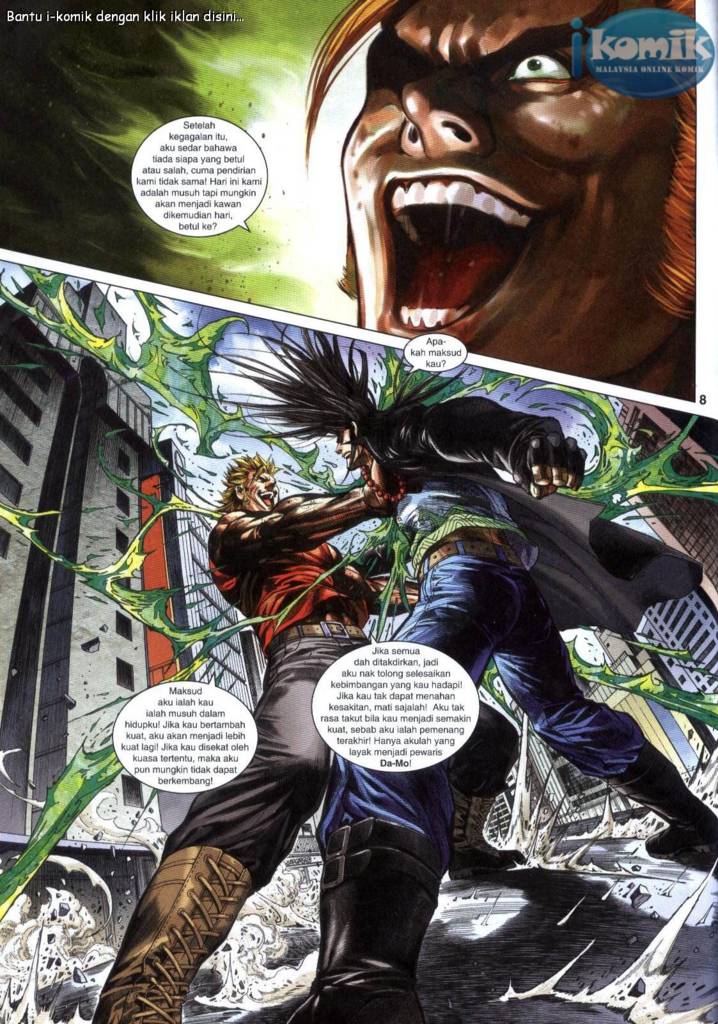 Bantu i-komik dengan klik iklan disini...
ikomik
MALAYSIA ONLINE KOMIK
Setelah
kegagalan itu,
aku sedar bahawa
tiada siapa yang betul
atau salah, cuma pendirian
kami tidak sama! Hari ini kami
adalah musuh tapi mungkin
akan menjadi kawan
dikemudian hari,
betul ke?
Apa-
kah maksud
kau?
8
Maksud
aku ialah kau
ialah musuh dalam
hidupku! Jika kau bertambah
kuat, aku akan menjadi lebih
kuat lagi! Jika kau disekat oleh
kuasa tertentu, maka aku
pun mungkin tidak dapat
berkembang!
Jika semua
dah ditakdirkan, jadi
aku nak tolong selesaikan
kebimbangan yang kau hadapi!
Jika kau tak dapat menahan
kesakitan, mati sajalah! Aku tak
rasa takut bila kau menjadi semakin
kuat, sebab aku ialah pemenang
terakhir! Hanya akulah yang
layak menjadi pewaris
Da-Mo!